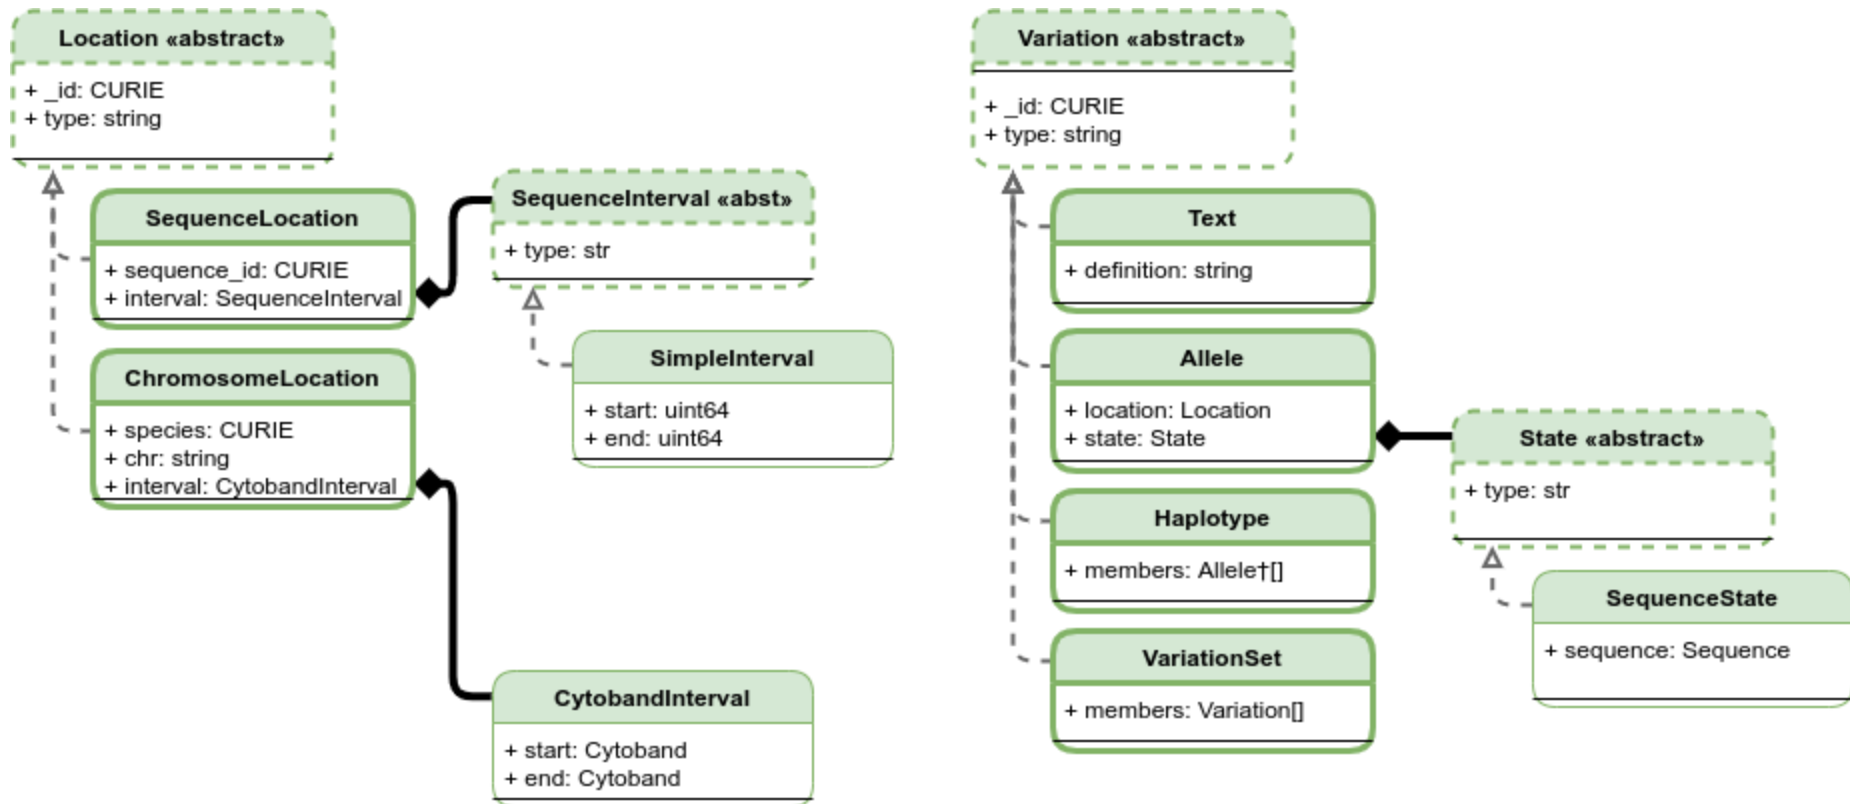 Location «abstract»
+ _id: CURIE
+ type: string
SequenceLocation
+ sequence_id: CURIE
+ interval: SequenceInterval
ChromosomeLocation
+ species: CURIE
+ chr: string
+ interval: CytobandInterval
SequenceInterval «abst»
+ type: str
SimpleInterval
+ start: uint64
+ end: uint64
CytobandInterval
+ start: Cytoband
+ end: Cytoband
Variation «abstract»
+ _id: CURIE
+ type: string
Text
+ definition: string
Allele
+ location: Location
+ state: State
Haplotype
+ members: Allele†[]
VariationSet
+ members: Variation[]
State «abstract»
+ type: str
SequenceState
+ sequence: Sequence